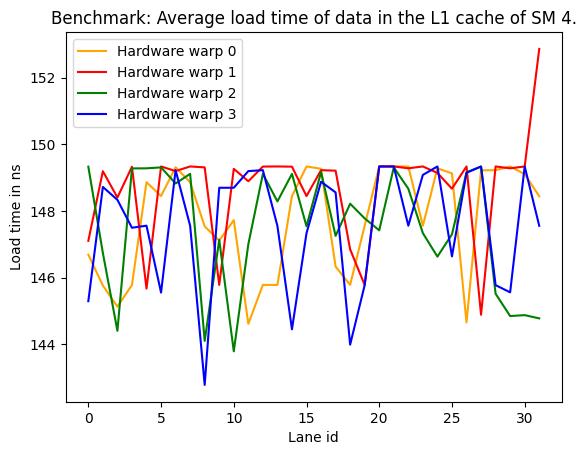 Benchmark: Average load time of data in the L1 cache of SM 4.
Hardware warp 0
Hardware warp 1
Hardware warp 2
Hardware warp 3
Load time in ns
152
150
148
146
144
0 5 10 15 20 25 30
Lane id